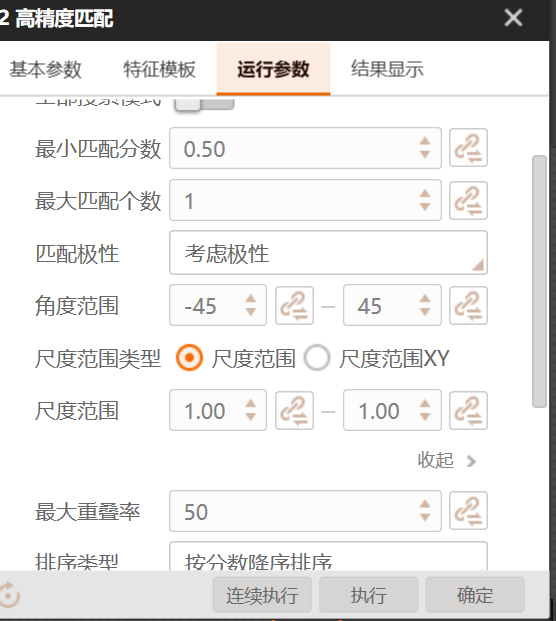 2 高精度匹配
基本参数 特征模板 运行参数 结果显示
最小匹配分数 0.50
最大匹配个数 1
匹配极性 考虑极性
角度范围 -45 – 45
尺度范围类型 尺度范围 尺度范围XY
尺度范围 1.00 – 1.00
收起
最大重叠率 50
排序类型 按分数降序排序
连续执行 执行 确定